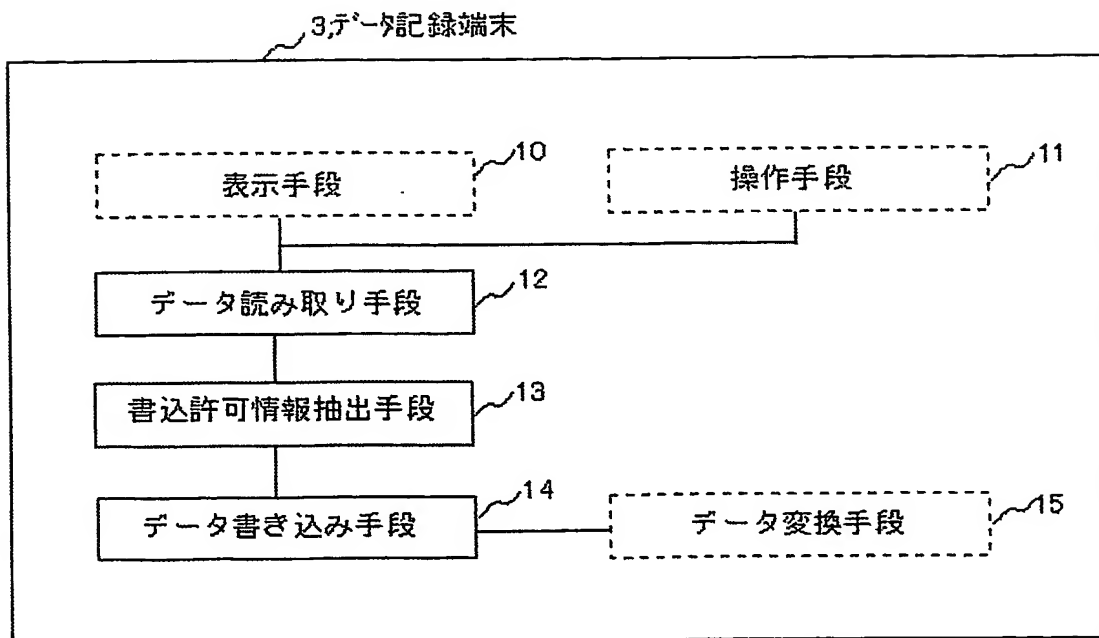 3,データ記録端末
10
表示手段
11
操作手段
12
データ読み取り手段
13
書込許可情報抽出手段
14
データ書き込み手段
15
データ変換手段